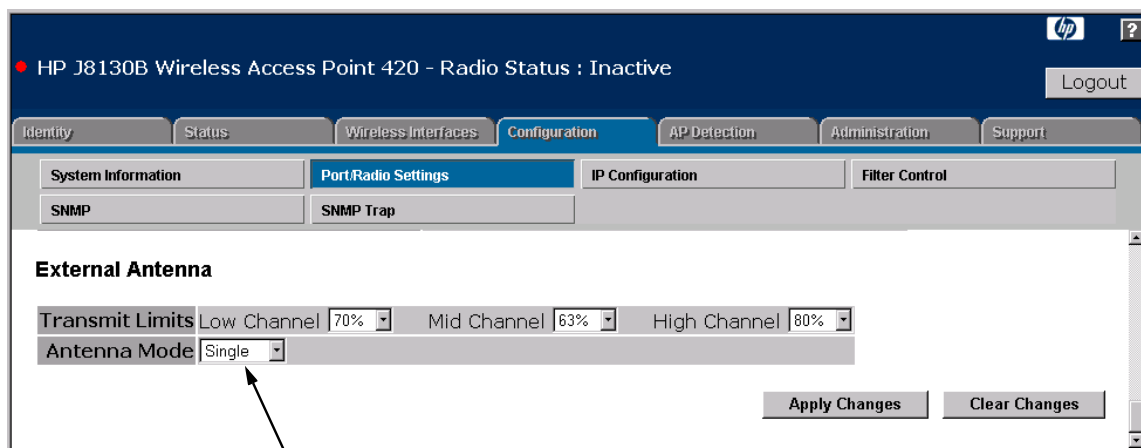 hp ?
HP J8130B Wireless Access Point 420 - Radio Status : Inactive
Logout
Identity Status Wireless Interfaces Configuration AP Detection Administration Support
System Information Port/Radio Settings IP Configuration Filter Control
SNMP SNMP Trap
External Antenna
Transmit Limits Low Channel 70% Mid Channel 63% High Channel 80%
Antenna Mode Single
Apply Changes Clear Changes